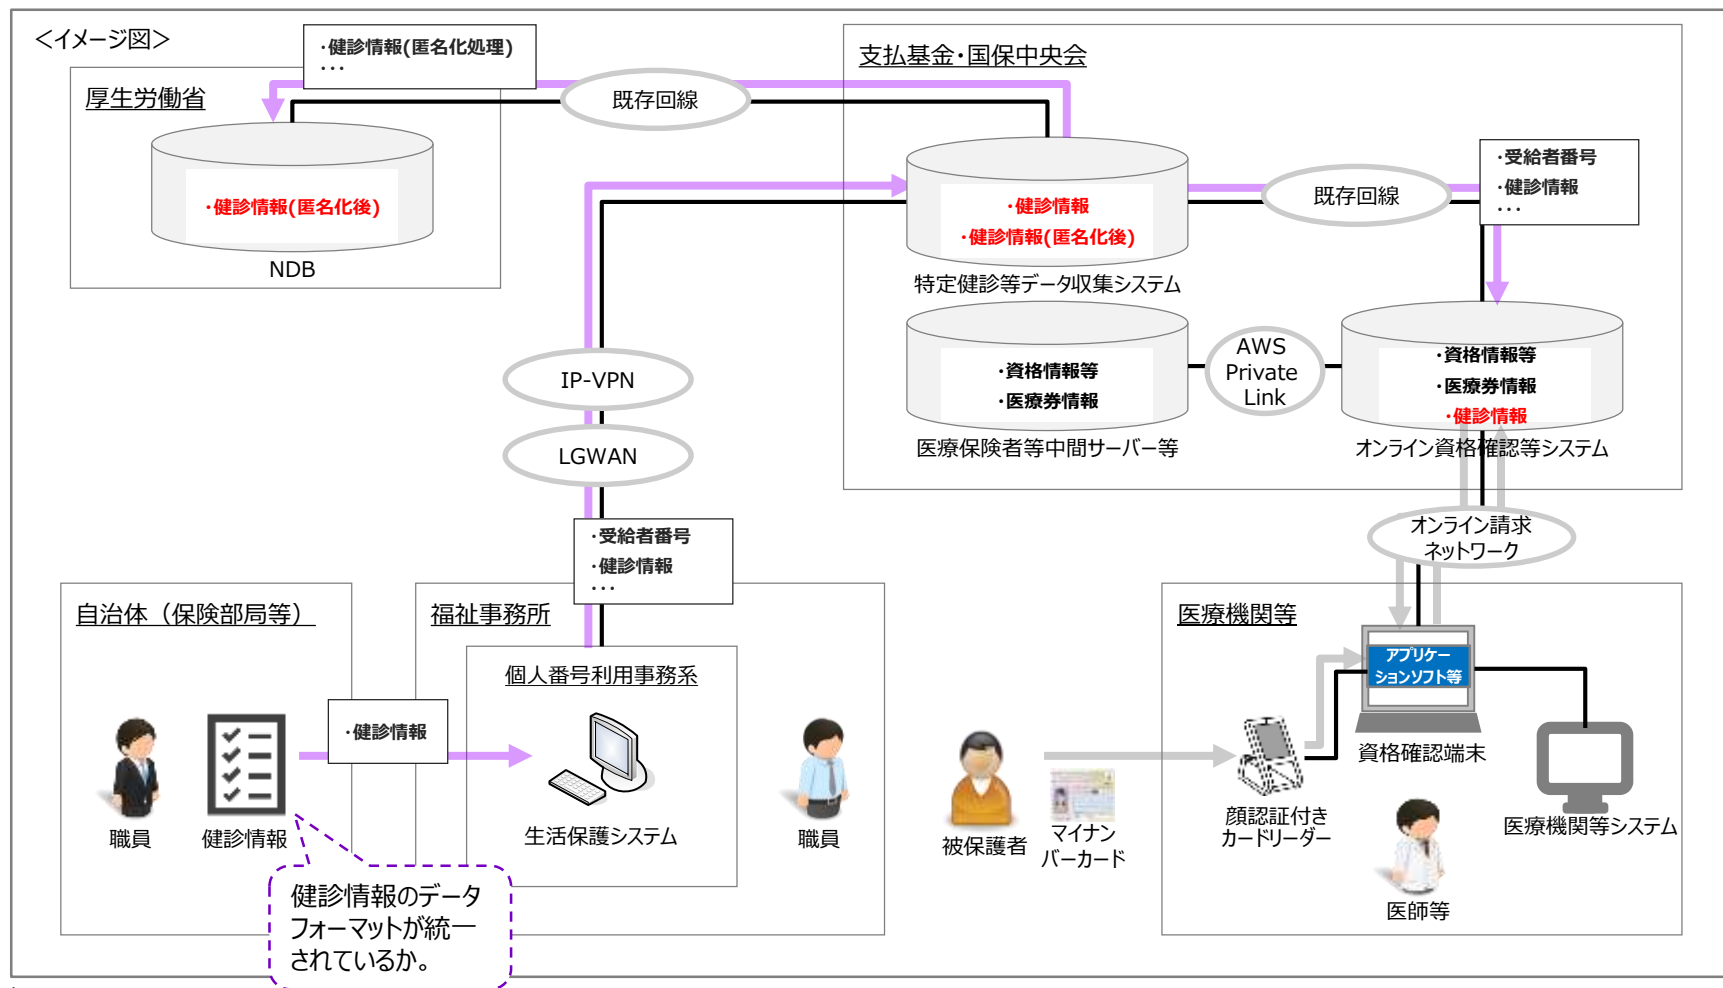 ＜イメージ図＞
・健診情報(匿名化処理)
・・・
厚生労働省
・健診情報(匿名化後)
NDB
既存回線
支払基金・国保中央会
・健診情報
・健診情報(匿名化後)
特定健診等データ収集システム
既存回線
・受給者番号
・健診情報
・・・
・資格情報等
・医療券情報
医療保険者等中間サーバー等
AWS
Private
Link
・資格情報等
・医療券情報
・健診情報
オンライン資格確認等システム
IP-VPN
LGWAN
・受給者番号
・健診情報
・・・
オンライン請求
ネットワーク
自治体（保険部局等）
職員
健診情報
・健診情報
福祉事務所
個人番号利用事務系
生活保護システム
職員
健診情報のデータ
フォーマットが統一
されているか。
被保護者
マイナン
バーカード
医療機関等
アプリケー
ションソフト等
資格確認端末
顔認証付き
カードリーダー
医療機関等システム
医師等